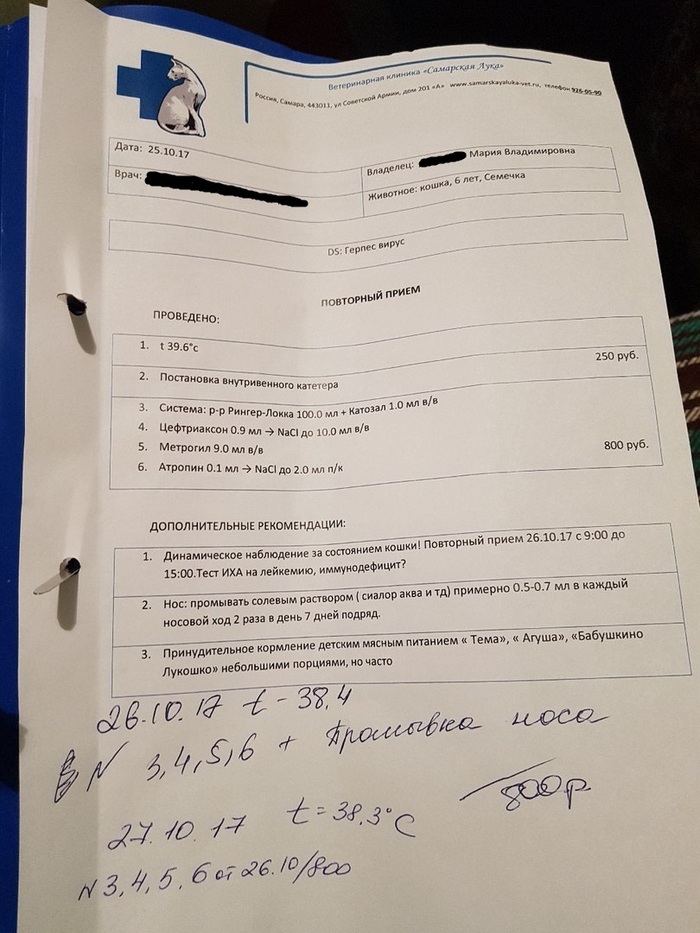 Ветеринарная клиника «Самарская Лука»
Россия, Самара, 443011, ул Советской Армии, дом 201 «А» www.samarskayaluka-vet.ru, телефон 926-05-90
Дата: 25.10.17
Врач:
Владелец: Мария Владимировна
Животное: кошка, 6 лет, Семечка
DS: Герпес вирус
ПОВТОРНЫЙ ПРИЕМ
ПРОВЕДЕНО:
1. t 39.6°c
250 руб.
2. Постановка внутривенного катетера
3. Система: р-р Рингер-Локка 100.0 мл + Катозал 1.0 мл в/в
4. Цефтриаксон 0.9 мл → NaCl до 10.0 мл в/в
5. Метрогил 9.0 мл в/в
800 руб.
6. Атропин 0.1 мл → NaCl до 2.0 мл п/к
ДОПОЛНИТЕЛЬНЫЕ РЕКОМЕНДАЦИИ:
1. Динамическое наблюдение за состоянием кошки! Повторный прием 26.10.17 с 9:00 до
15:00.Тест ИХА на лейкемию, иммунодефицит?
2. Нос: промывать солевым раствором ( сиалор аква и тд) примерно 0.5-0.7 мл в каждый
носовой ход 2 раза в день 7 дней подряд.
3. Принудительное кормление детским мясным питанием « Тема», « Агуша», «Бабушкино
Лукошко» небольшими порциями, но часто
26.10.17 t - 38,4
N 3,4,5,6 + Промывка носа
800р
27.10.17 t = 38.3°C
N 3,4,5,6 от 26.10/800